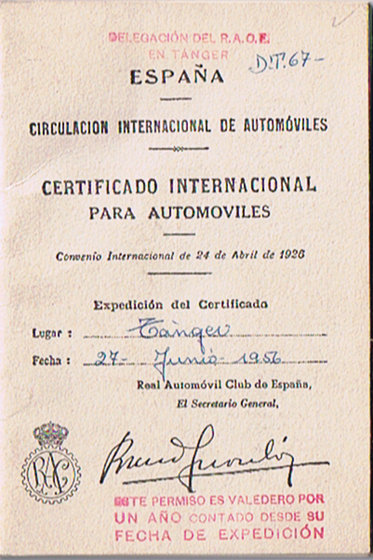 DELEGACIÓN DEL R.A.C.E.
EN TÁNGER
D.T.67-
ESPAÑA
CIRCULACION INTERNACIONAL DE AUTOMÓVILES
CERTIFICADO INTERNACIONAL
PARA AUTOMOVILES
Convenio Internacional de 24 de Abril de 1926
Expedición del Certificado
Lugar : Tánger
Fecha : 27- Junio 1956
Real Automóvil Club de España,
El Secretario General,
RAC
ESTE PERMISO ES VALEDERO POR
UN AÑO CONTADO DESDE SU
FECHA DE EXPEDICIÓN